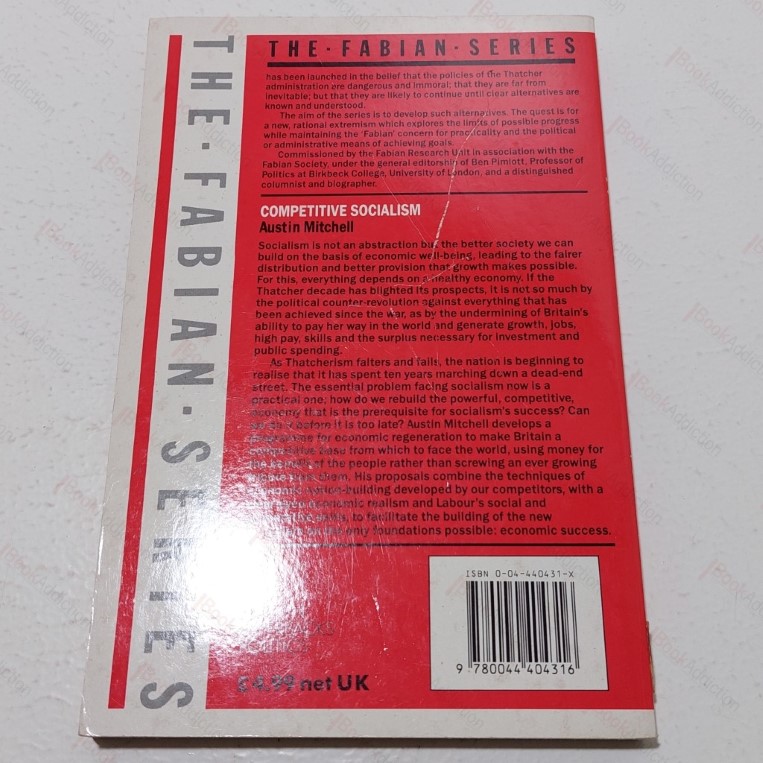 THE · FABIAN · SERIES
THE · FABIAN · SERIES
has been launched in the belief that the policies of the Thatcher
administration are dangerous and immoral; that they are far from
inevitable; but that they are likely to continue until clear alternatives are
known and understood.
The aim of the series is to develop such alternatives. The quest is for
a new, rational extremism which explores the limits of possible progress
while maintaining the 'Fabian' concern for practicality and the political
or administrative means of achieving goals.
Commissioned by the Fabian Research Unit in association with the
Fabian Society, under the general editorship of Ben Pimlott, Professor of
Politics at Birkbeck College, University of London, and a distinguished
columnist and biographer.
COMPETITIVE SOCIALISM
Austin Mitchell
Socialism is not an abstraction but the better society we can
build on the basis of economic well-being, leading to the fairer
distribution and better provision that growth makes possible.
For this, everything depends on a healthy economy. If the
Thatcher decade has blighted its prospects, it is not so much by
the political counter-revolution against everything that has
been achieved since the war, as by the undermining of Britain's
ability to pay her way in the world and generate growth, jobs,
high pay, skills and the surplus necessary for investment and
public spending.
As Thatcherism falters and fails, the nation is beginning to
realise that it has spent ten years marching down a dead-end
street. The essential problem facing socialism now is a
practical one: how do we rebuild the powerful, competitive,
economy that is the prerequisite for socialism's success? Can
we do it before it is too late? Austin Mitchell develops a
programme for economic regeneration to make Britain a
competitive base from which to face the world, using money for
the benefit of the people rather than screwing an ever growing
them. His proposals combine the techniques of
economic nation-building developed by our competitors, with a
economic realism and Labour's social and
to facilitate the building of the new
on the only foundations possible: economic success.
£4.99 net UK
ISBN 0-04-440431-X
9 780044 404316
BookAddiction